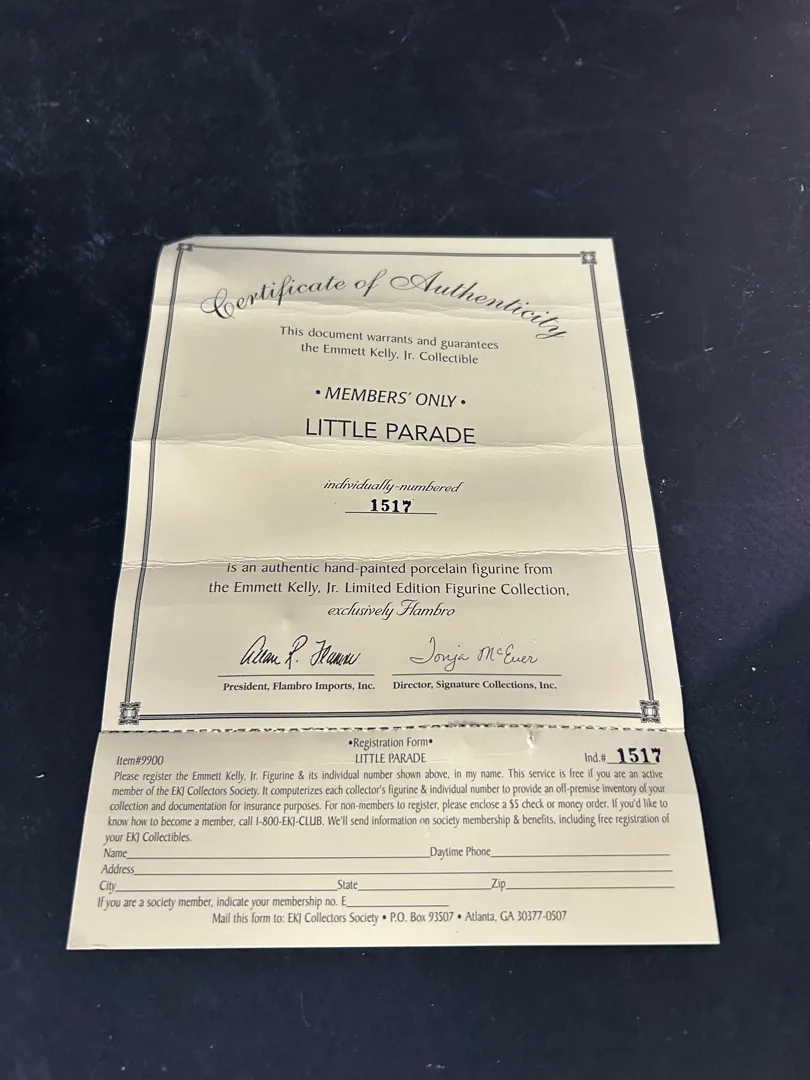 Certificate of Authenticity
This document warrants and guarantees
the Emmett Kelly, Jr. Collectible
• MEMBERS' ONLY •
LITTLE PARADE
individually-numbered
1517
is an authentic hand-painted porcelain figurine from
the Emmett Kelly, Jr. Limited Edition Figurine Collection,
exclusively Flambro
Tonja McEver
President, Flambro Imports, Inc. Director, Signature Collections, Inc.
•Registration Form•
Item#9900 LITTLE PARADE Ind.# 1517
Please register the Emmett Kelly, Jr. Figurine & its individual number shown above, in my name. This service is free if you are an active
member of the EKJ Collectors Society. It computerizes each collector's figurine & individual number to provide an off-premise inventory of your
collection and documentation for insurance purposes. For non-members to register, please enclose a $5 check or money order. If you'd like to
know how to become a member, call 1-800-EKJ-CLUB. We'll send information on society membership & benefits, including free registration of
your EKJ Collectibles.
Name Daytime Phone
Address
City State Zip
If you are a society member, indicate your membership no. E
Mail this form to: EKJ Collectors Society • P.O. Box 93507 • Atlanta, GA 30377-0507